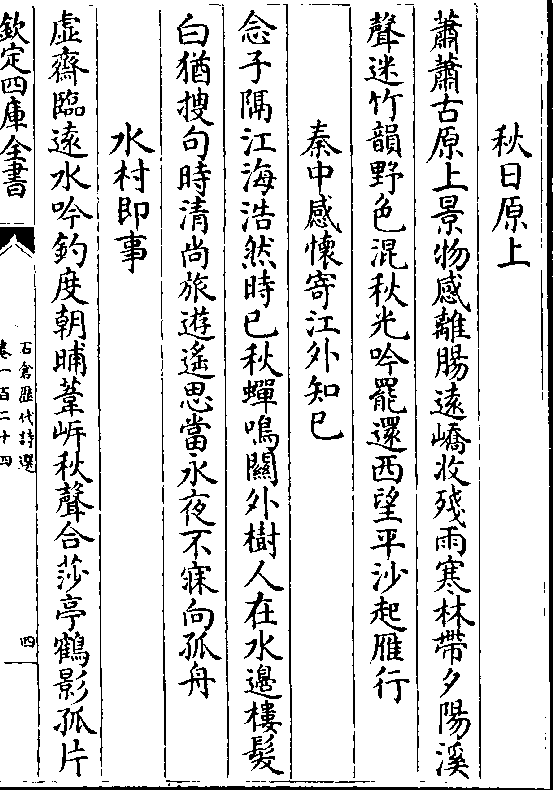 秋日原上
蕭蕭古原上景物感離腸遠嶠收殘雨寒林帶夕陽溪
聲迷竹韻野色混秋光吟罷還西望平沙起雁行
秦中感懷寄江外知已
念子隔江海浩然時已秋蟬鳴關外樹人在水邊樓髪
白猶搜句時清尚旅遊遙思當永夜不寐向孤舟
水村即事
虛齋臨遠水吟釣度朝晡葦岍秋聲合莎亭鶴影孤片
欽定四庫全書
石倉歷代詩選
卷一百二十四
四